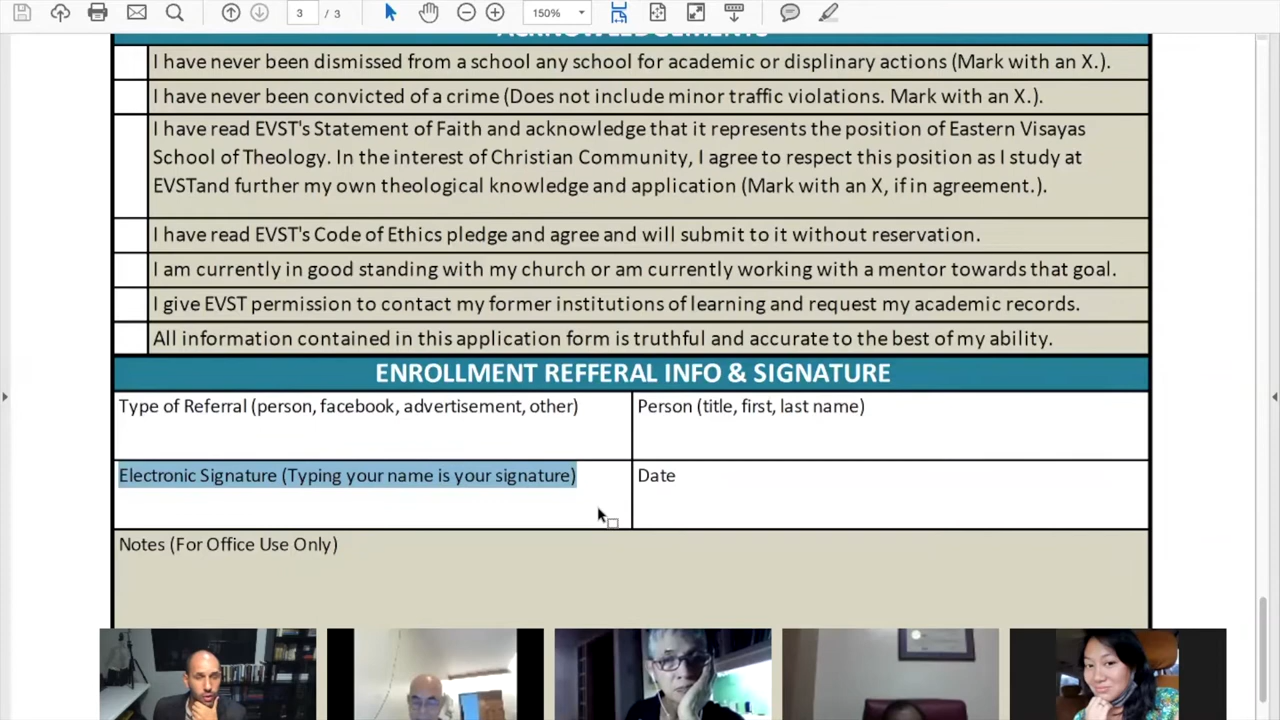 3 / 3 150%
ACKNOWLEDGEMENTS
I have never been dismissed from a school any school for academic or displinary actions (Mark with an X.).
I have never been convicted of a crime (Does not include minor traffic violations. Mark with an X.).
I have read EVST's Statement of Faith and acknowledge that it represents the position of Eastern Visayas
School of Theology. In the interest of Christian Community, I agree to respect this position as I study at
EVSTand further my own theological knowledge and application (Mark with an X, if in agreement.).
I have read EVST's Code of Ethics pledge and agree and will submit to it without reservation.
I am currently in good standing with my church or am currently working with a mentor towards that goal.
I give EVST permission to contact my former institutions of learning and request my academic records.
All information contained in this application form is truthful and accurate to the best of my ability.
ENROLLMENT REFFERAL INFO & SIGNATURE
Type of Referral (person, facebook, advertisement, other)
Person (title, first, last name)
Electronic Signature (Typing your name is your signature)
Date
Notes (For Office Use Only)